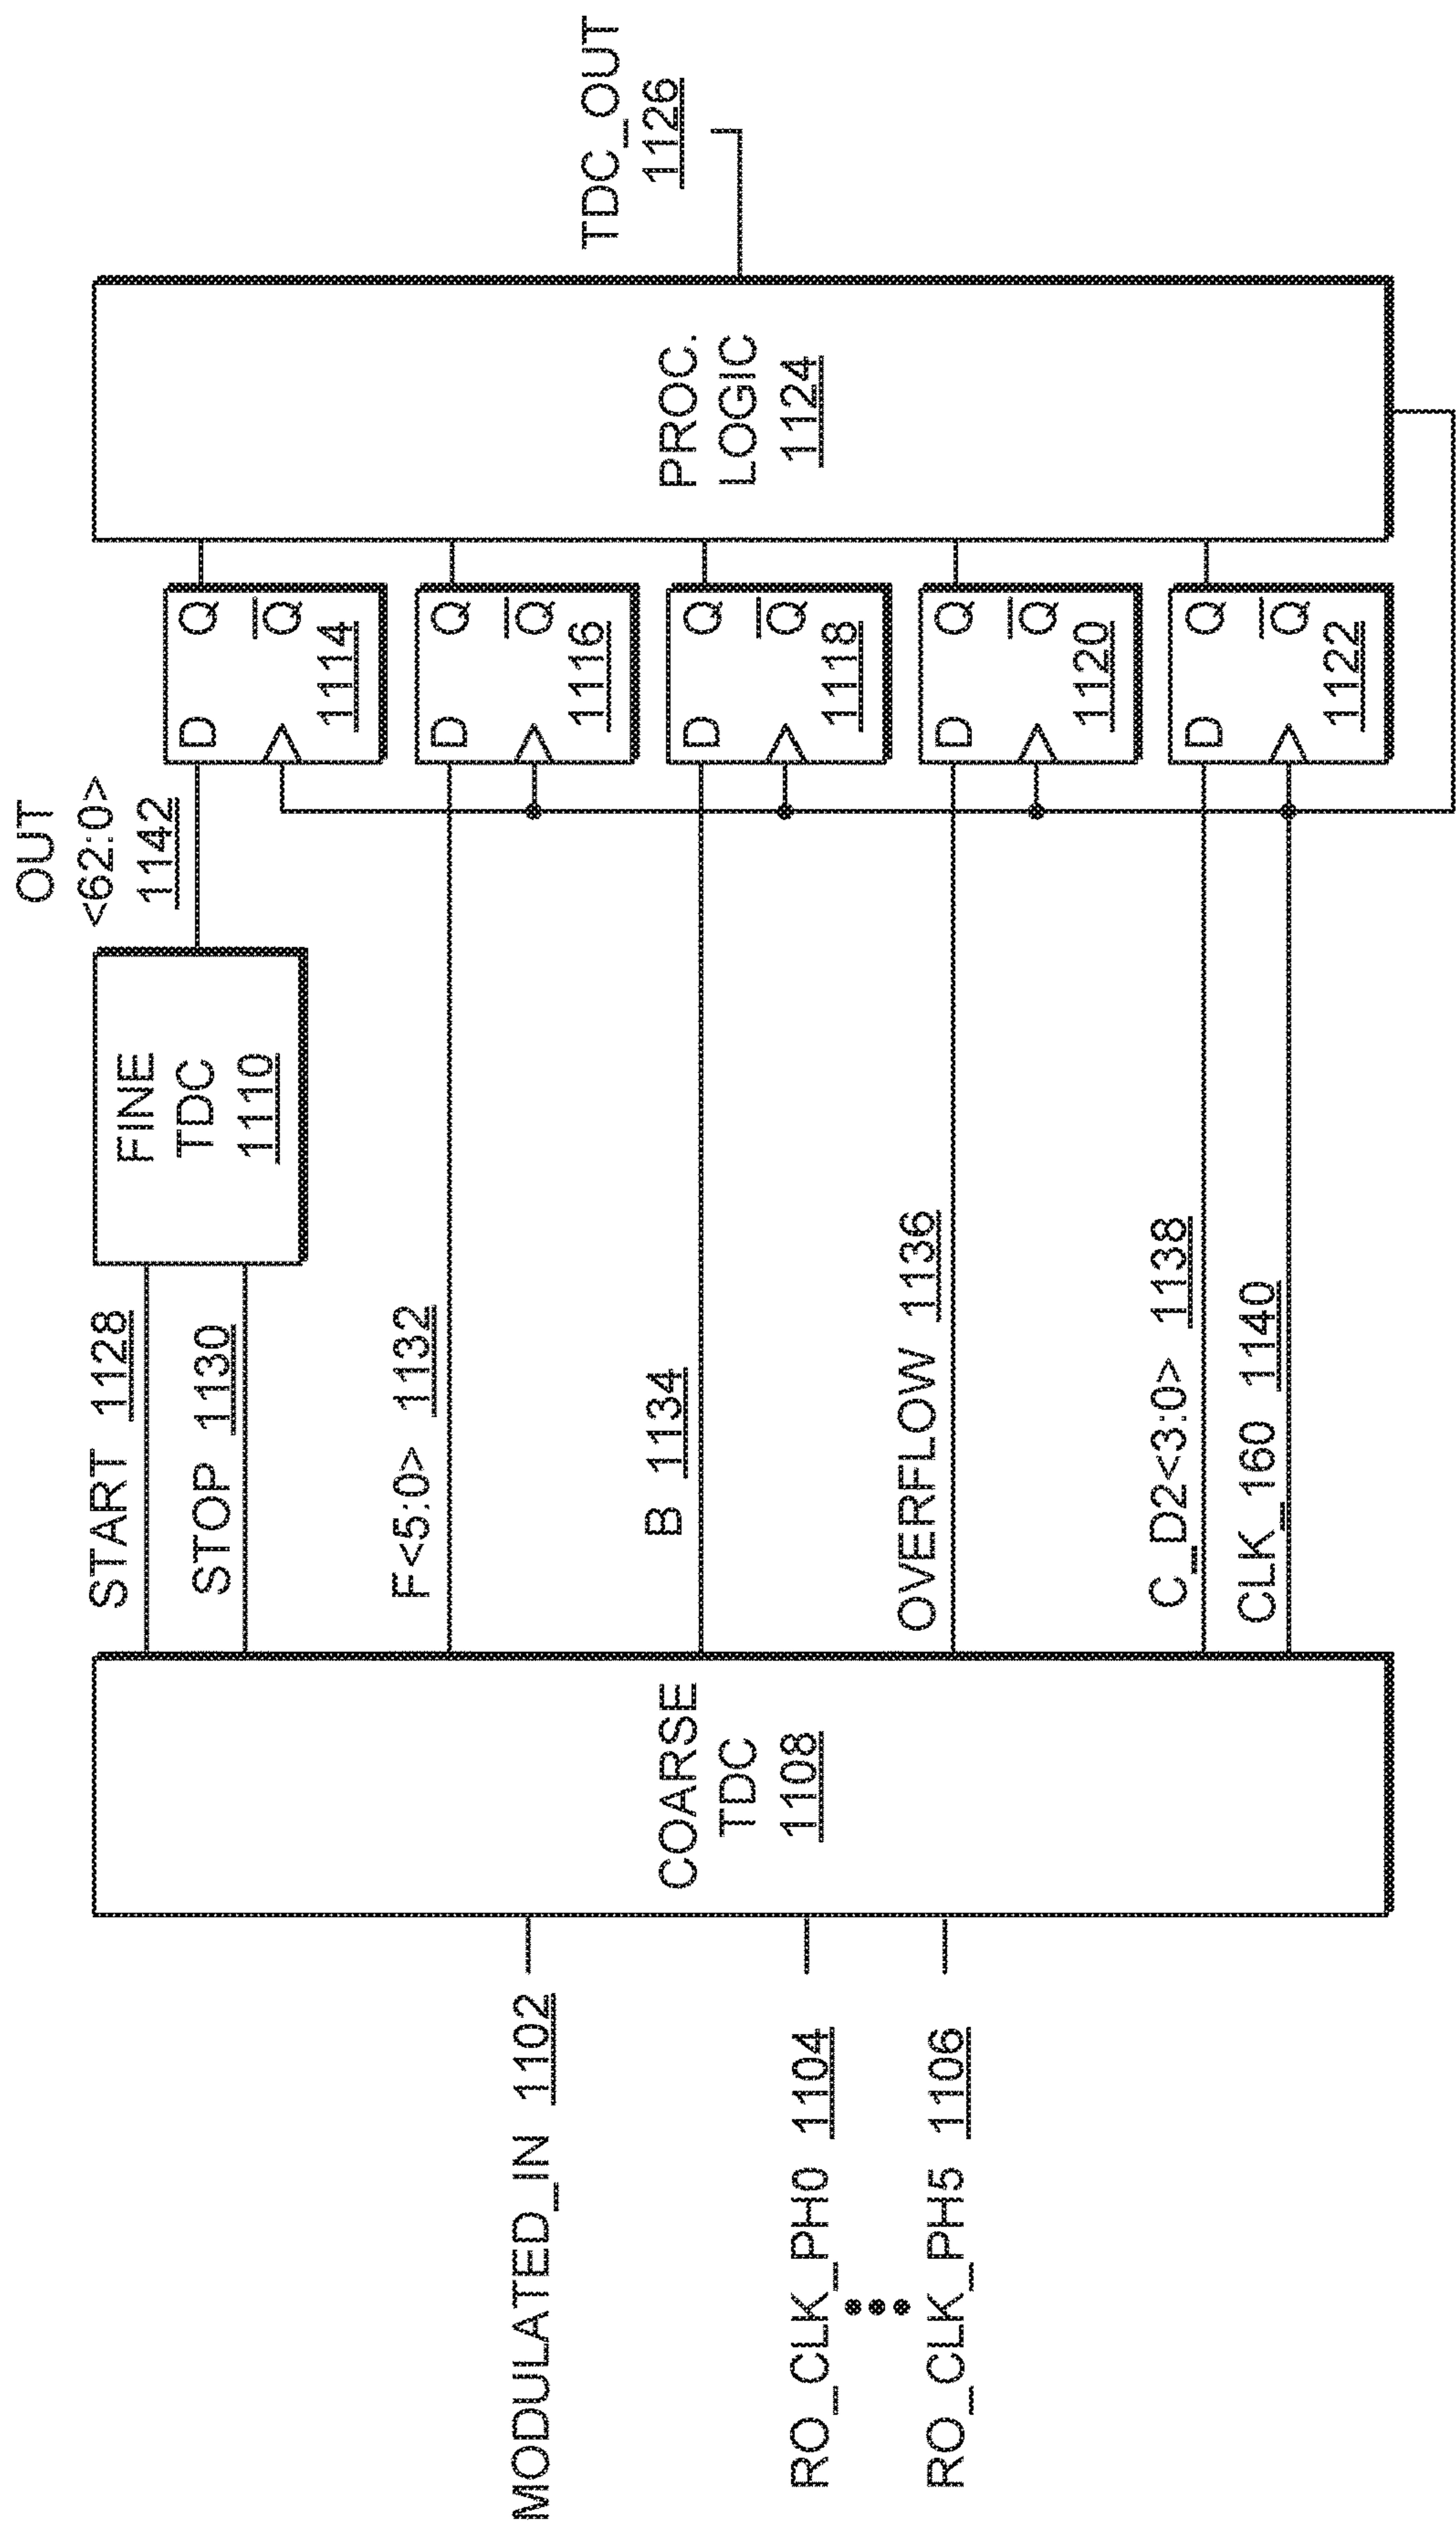 MODULATED_IN 1102
RO_CLK_PH0 1104
RO_CLK_PH5 1106
COARSE
TDC
1108
START 1128
STOP 1130
F<5:0> 1132
B 1134
OVERFLOW 1136
C_D2<3:0> 1138
CLK_160 1140
FINE
TDC
1110
OUT
<62:0>
1142
D Q
Q
1114
D Q
Q
1116
D Q
Q
1118
D Q
Q
1120
D Q
Q
1122
PROC.
LOGIC
1124
TDC_OUT
1126